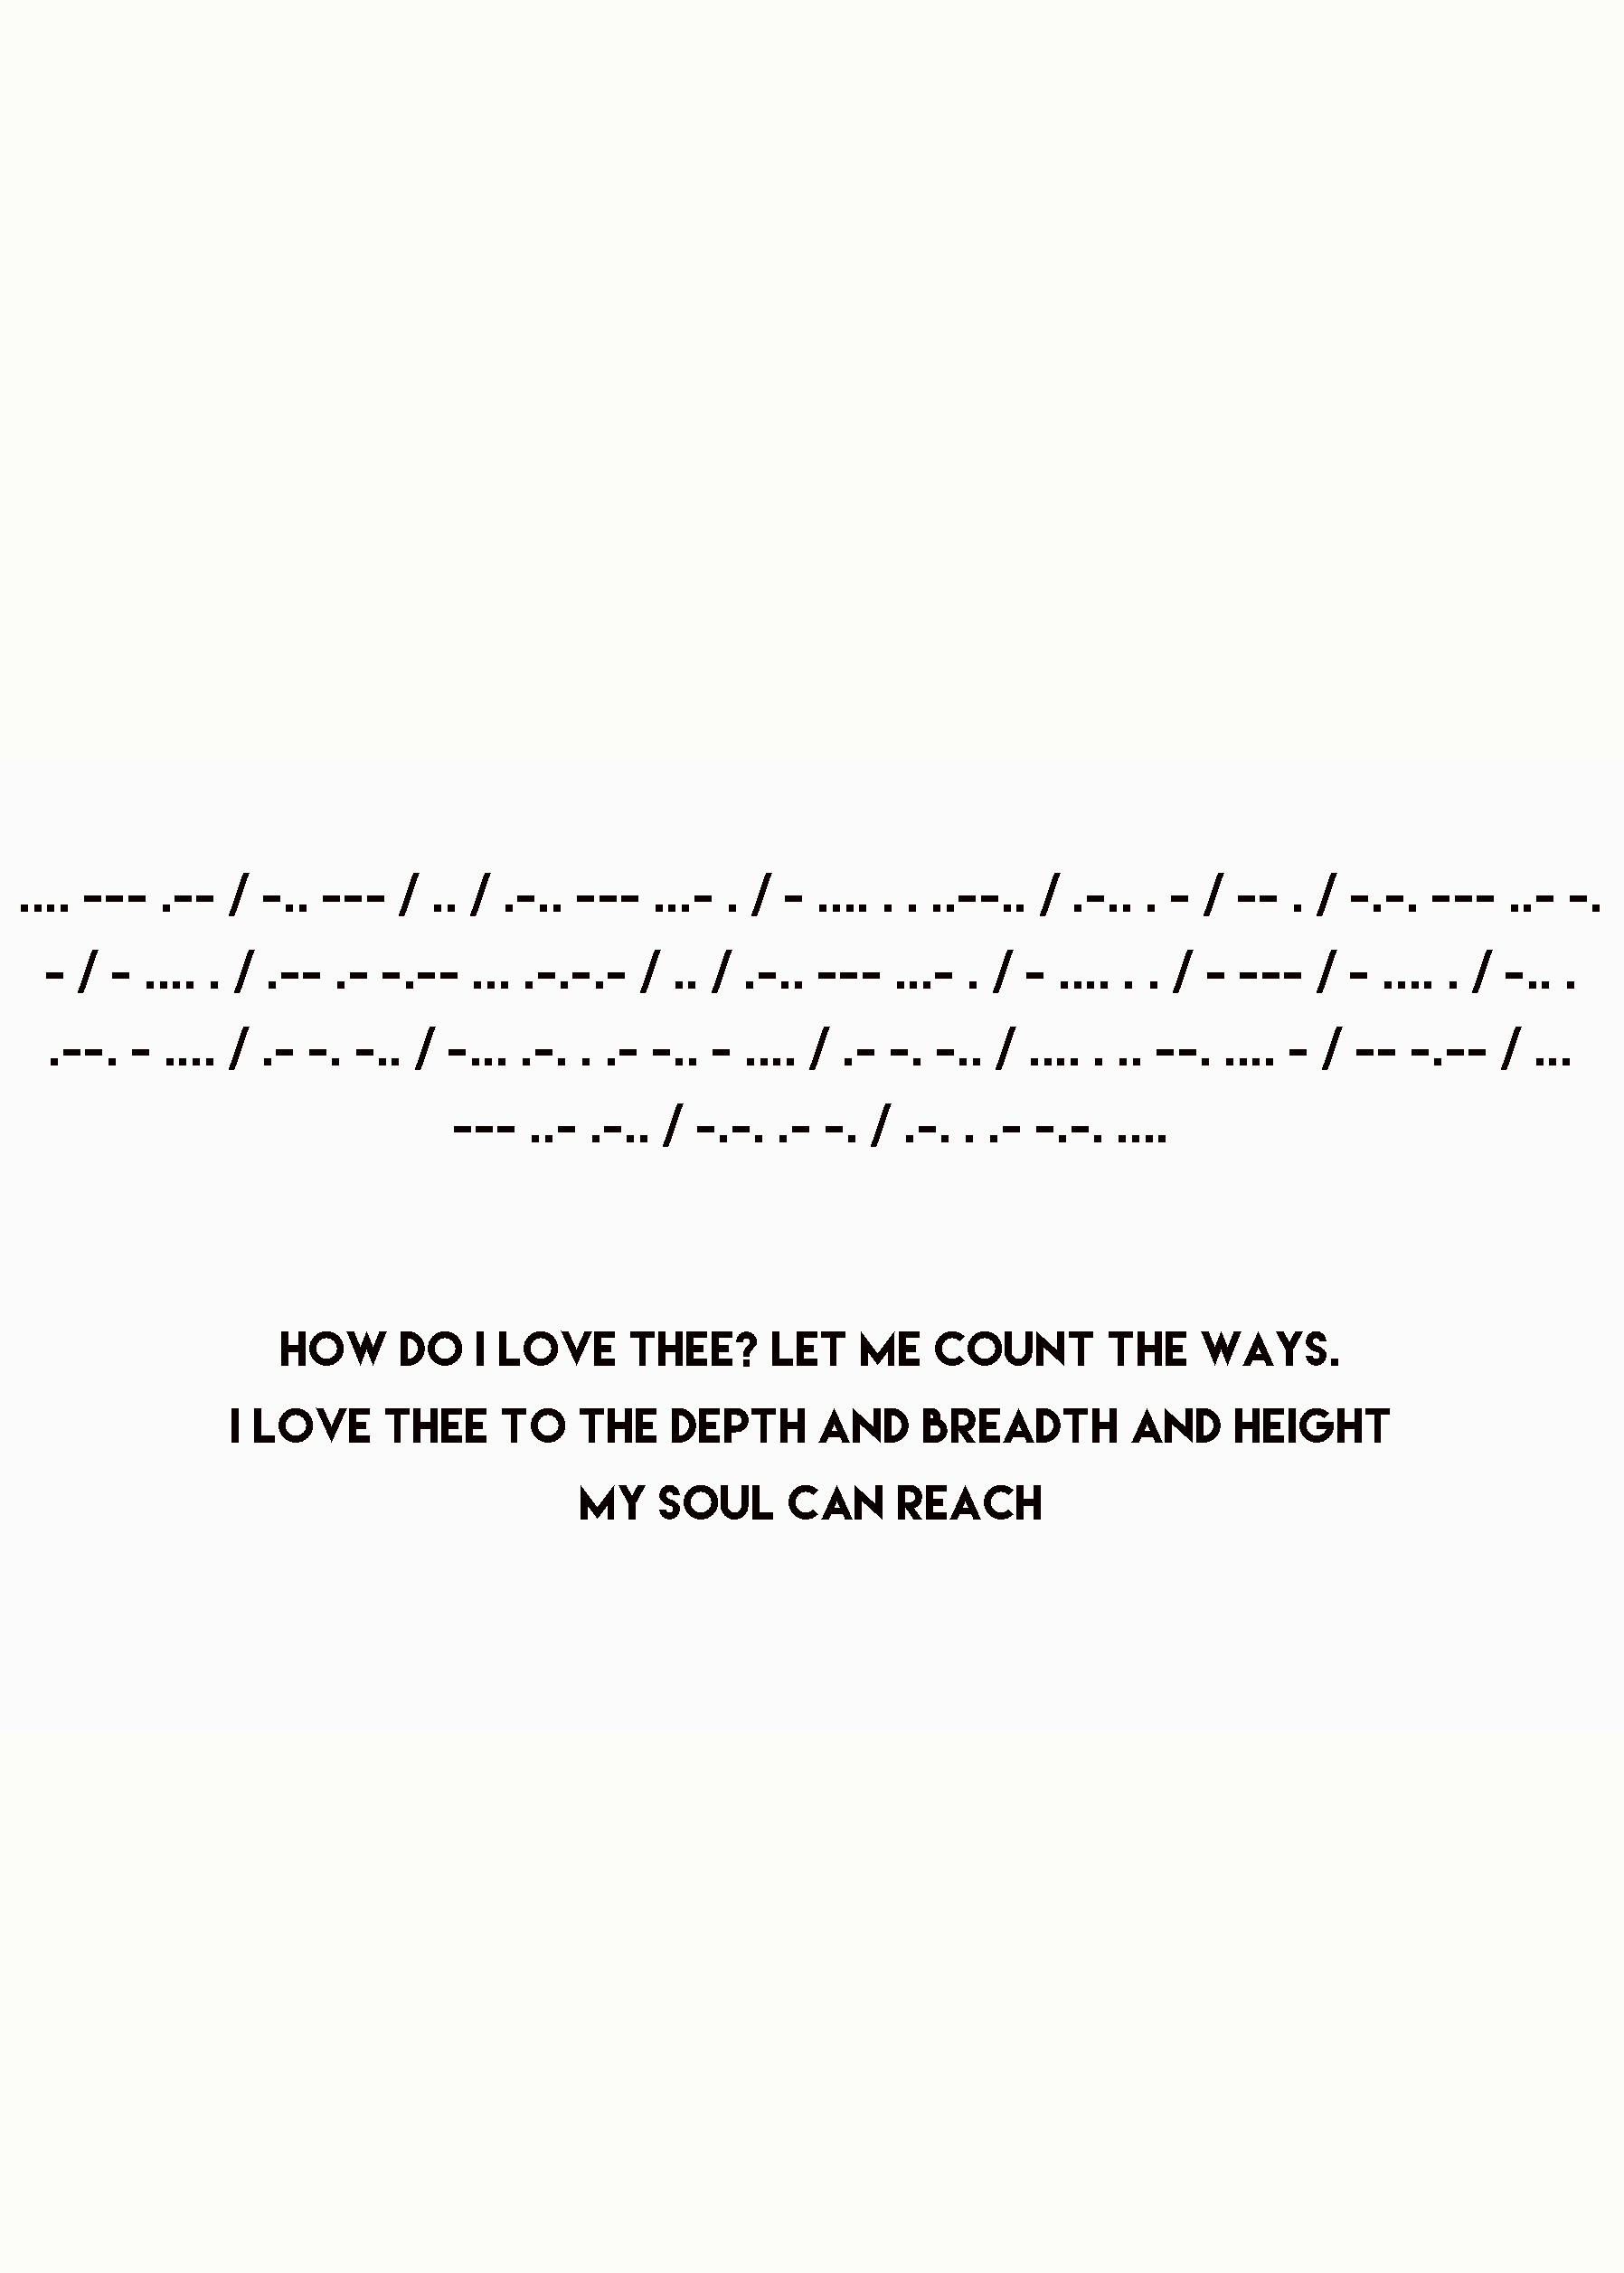 .... --- .-- / -.. --- / .. / .-.. --- ...- . / - .... . . ..--.. / .-.. . - / -- . / -.-. --- ..- -.
- / - .... . / .-- .- -.-- ... .-.-.- / .. / .-.. --- ...- . / - .... . . / - --- / - .... . / -.. .
.--. - .... / .- -. -.. / -... .-. . .- -.. - .... / .- -. -.. / .... . .. --. .... - / -- -.-- / ...
--- ..- .-.. / -.-. .- -. / .-. . .- -.-. ....
HOW DO I LOVE THEE? LET ME COUNT THE WAYS.
I LOVE THEE TO THE DEPTH AND BREADTH AND HEIGHT
MY SOUL CAN REACH